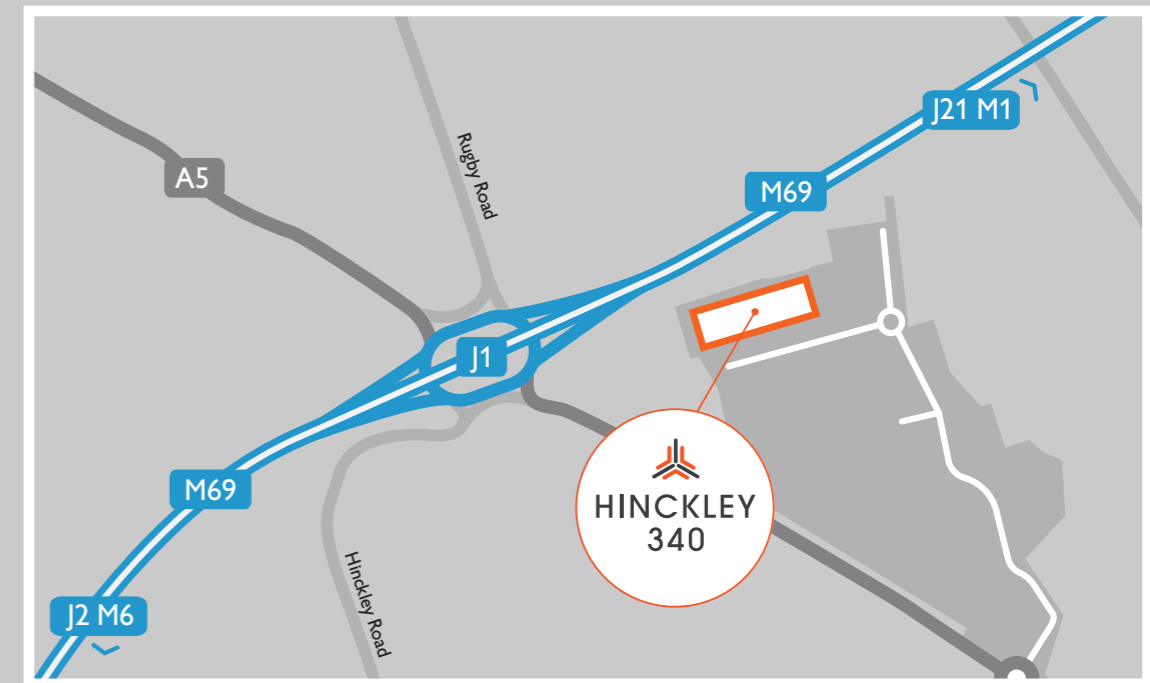 J21 M1
Rugby Road
A5
M69
J1
M69
HINCKLEY
340
Hinckley Road
J2 M6